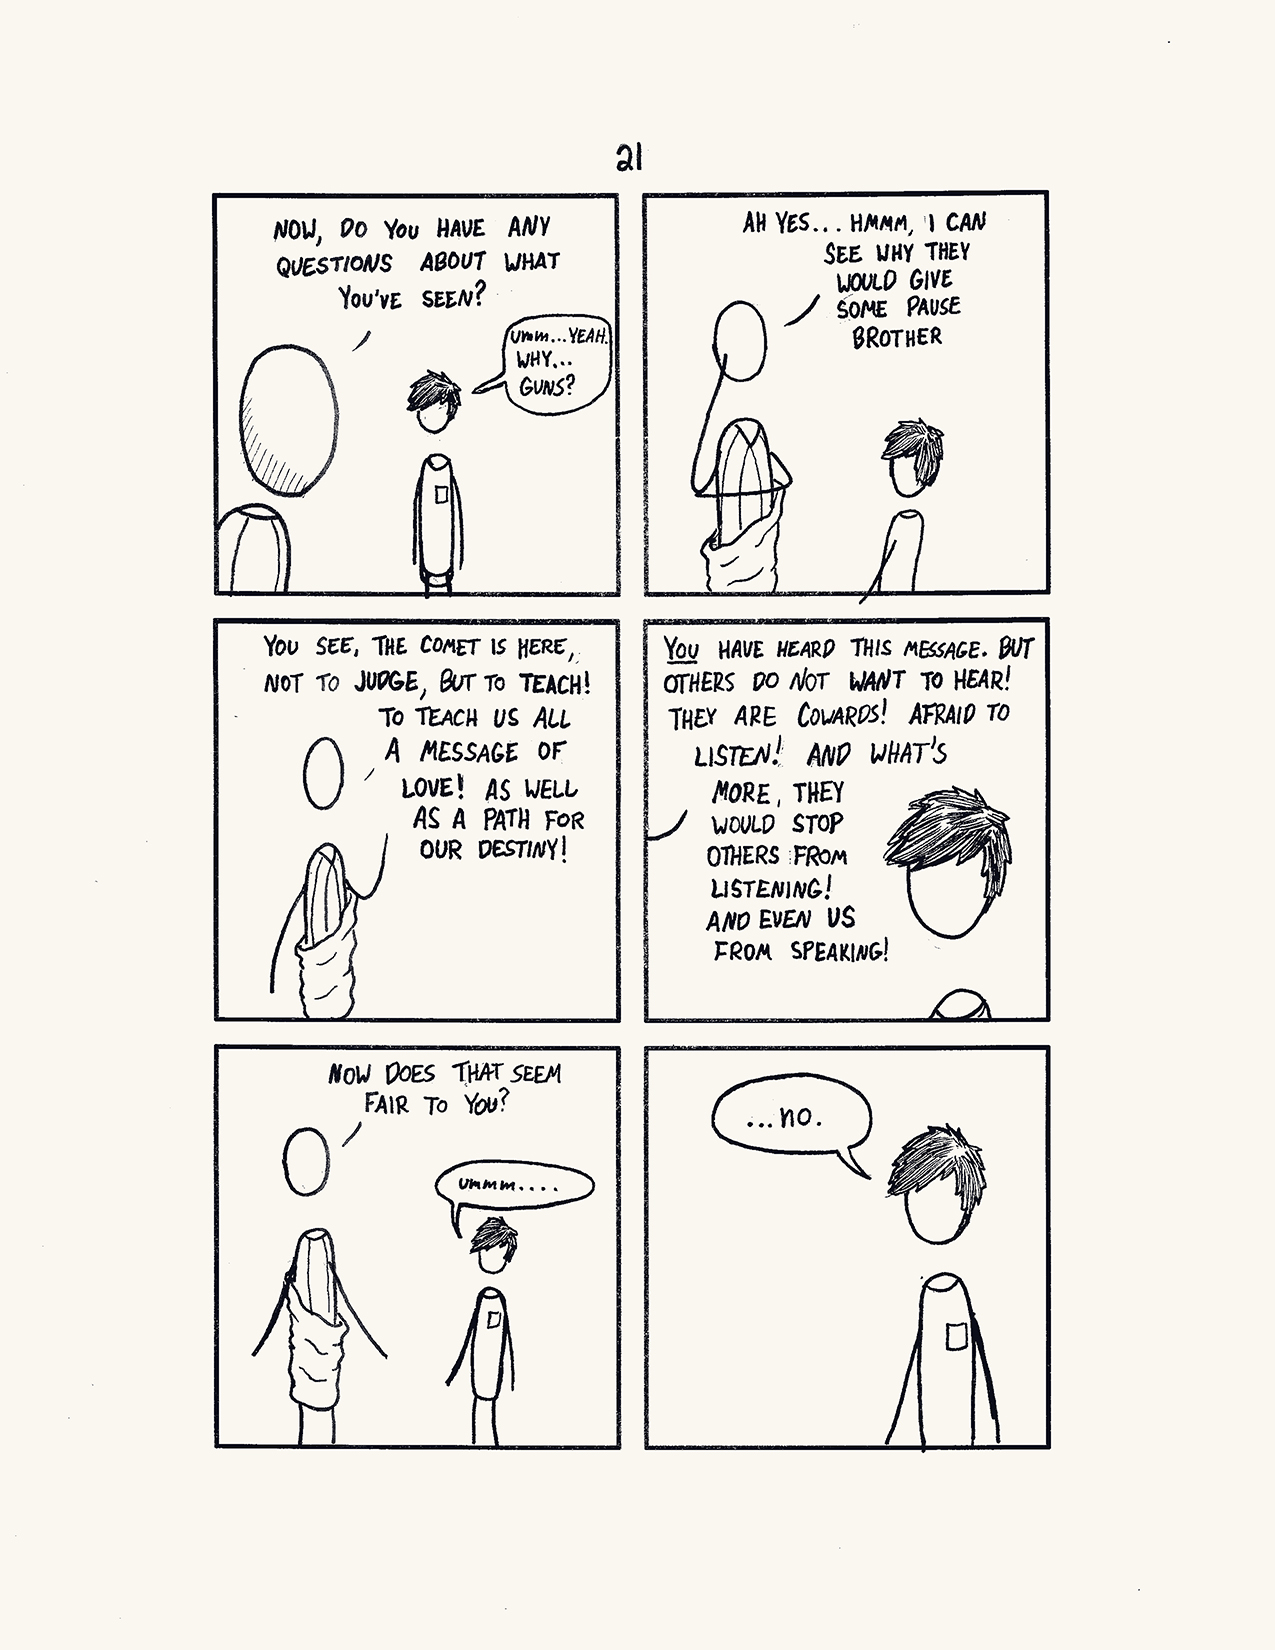 21
NOW, DO YOU HAVE ANY
QUESTIONS ABOUT WHAT
YOU'VE SEEN?
Umm...YEAH.
WHY...
GUNS?
AH YES... HMMM, I CAN
SEE WHY THEY
WOULD GIVE
SOME PAUSE
BROTHER
YOU SEE, THE COMET IS HERE,
NOT TO JUDGE, BUT TO TEACH!
TO TEACH US ALL
A MESSAGE OF
LOVE! AS WELL
AS A PATH FOR
OUR DESTINY!
YOU HAVE HEARD THIS MESSAGE. BUT
OTHERS DO NOT WANT TO HEAR!
THEY ARE COWARDS! AFRAID TO
LISTEN! AND WHAT'S
MORE, THEY
WOULD STOP
OTHERS FROM
LISTENING!
AND EVEN US
FROM SPEAKING!
NOW DOES THAT SEEM
FAIR TO YOU?
ummm....
...no.